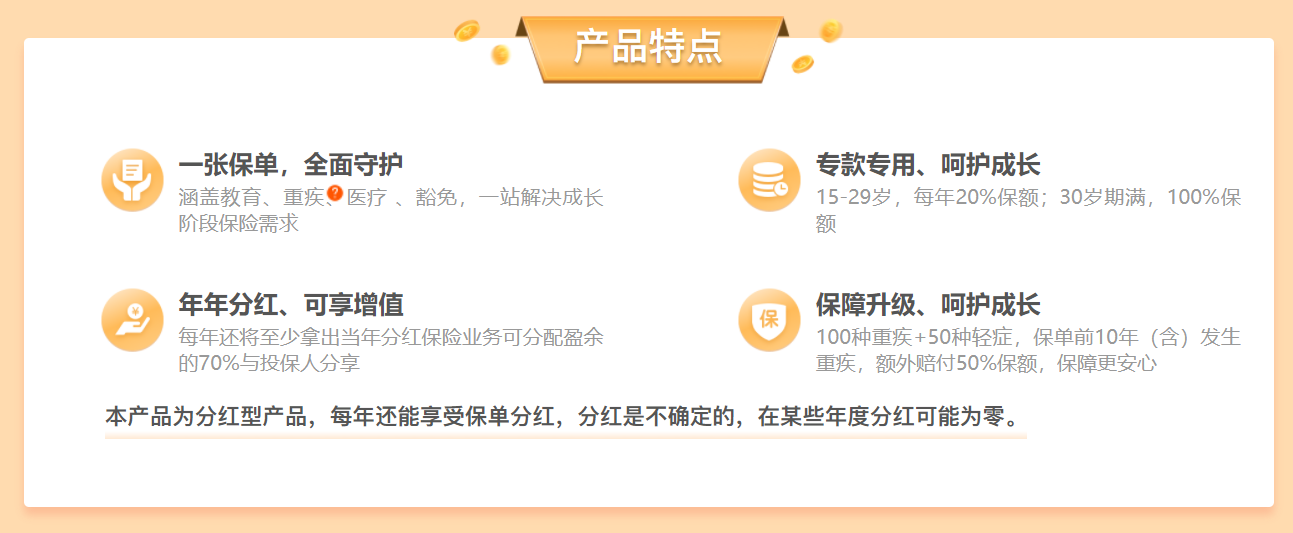 产品特点
一张保单，全面守护
涵盖教育、重疾、?医疗 、豁免，一站解决成长
阶段保险需求
专款专用、呵护成长
15-29岁，每年20%保额；30岁期满，100%保
额
年年分红、可享增值
每年还将至少拿出当年分红保险业务可分配盈余
的70%与投保人分享
保
保障升级、呵护成长
100种重疾+50种轻症，保单前10年（含）发生
重疾，额外赔付50%保额，保障更安心
本产品为分红型产品，每年还能享受保单分红，分红是不确定的，在某些年度分红可能为零。